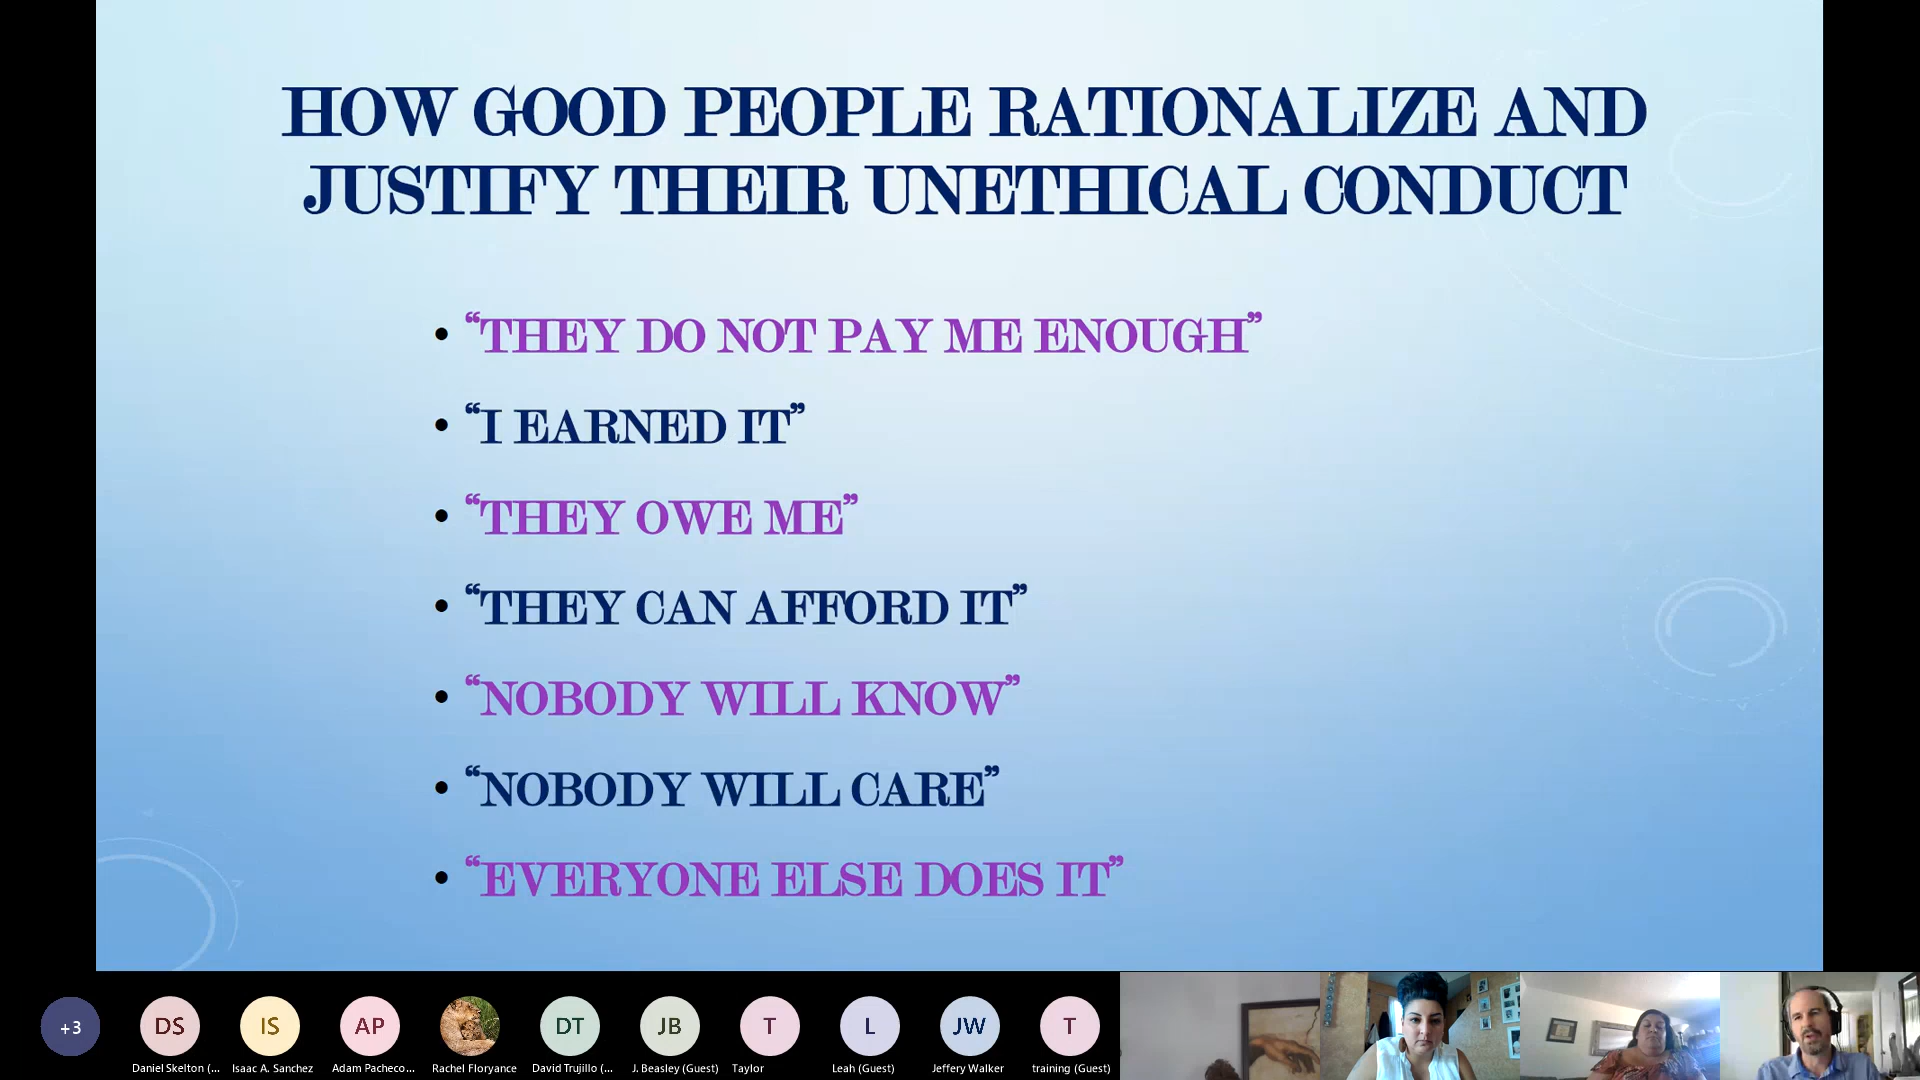 HOW GOOD PEOPLE RATIONALIZE AND
JUSTIFY THEIR UNETHICAL CONDUCT
• “THEY DO NOT PAY ME ENOUGH”
• “I EARNED IT”
• “THEY OWE ME”
• “THEY CAN AFFORD IT”
• “NOBODY WILL KNOW”
• “NOBODY WILL CARE”
• “EVERYONE ELSE DOES IT”
+3 DS IS AP DT JB T L JW T
Daniel Skelton (... Isaac A. Sanchez Adam Pacheco... Rachel Floryance David Trujillo (... J. Beasley (Guest) Taylor Leah (Guest) Jeffery Walker training (Guest)